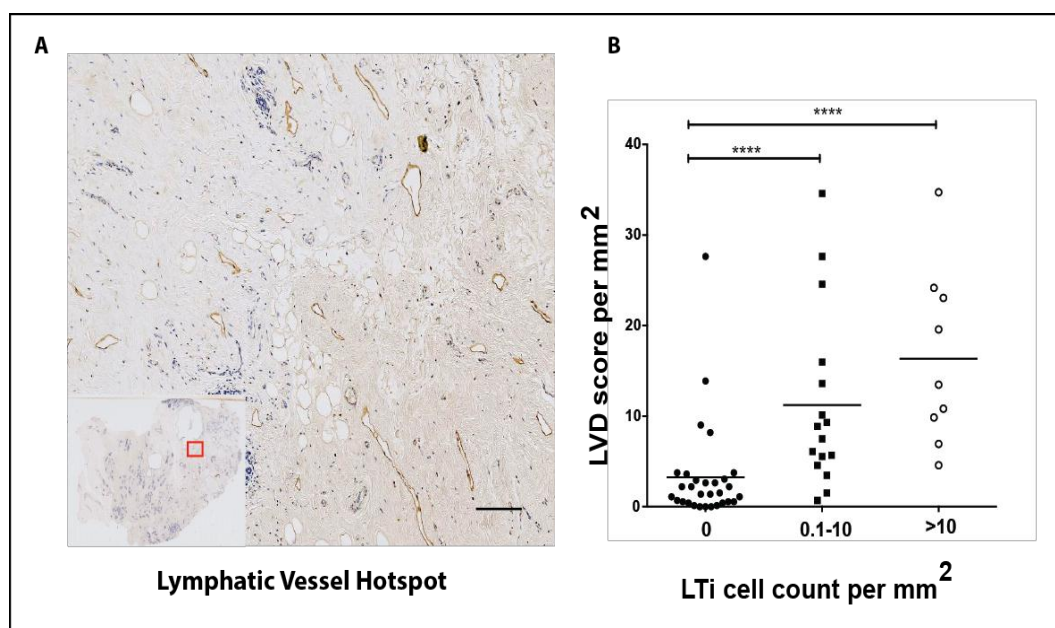 A
Lymphatic Vessel Hotspot
B
****
****
40
30
20
10
0
LVD score per mm2
0 0.1-10 >10
LTi cell count per mm2